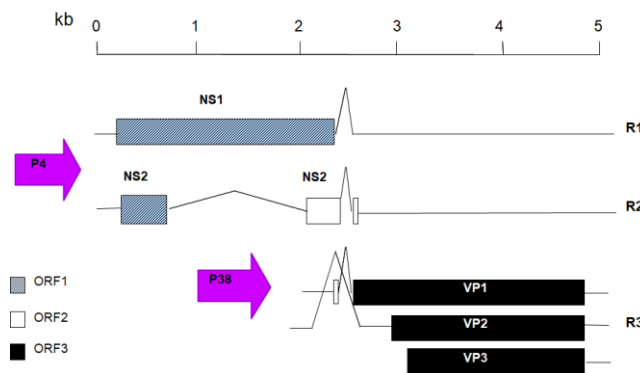 kb 0 1 2 3 4 5
NS1
R1
P4
NS2 NS2
R2
P38
VP1
ORF1
ORF2
VP2 R3
ORF3
VP3